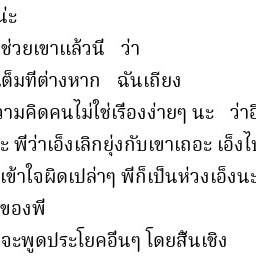 น่ะ
ช่วยเขาแล้วนี่ ว่า
เต็มที่ต่างหาก ฉันเถียง
ความคิดคนไม่ใช่เรื่องง่ายๆ นะ ว่าอี
ะ พี่ว่าเอ็งเลิกยุ่งกับเขาเถอะ เอ็งไป
เข้าใจผิดเปล่าๆ พี่ก็เป็นห่วงเอ็งนะ
ของพี่
จะพูดประโยคอื่นๆ โดยสิ้นเชิง